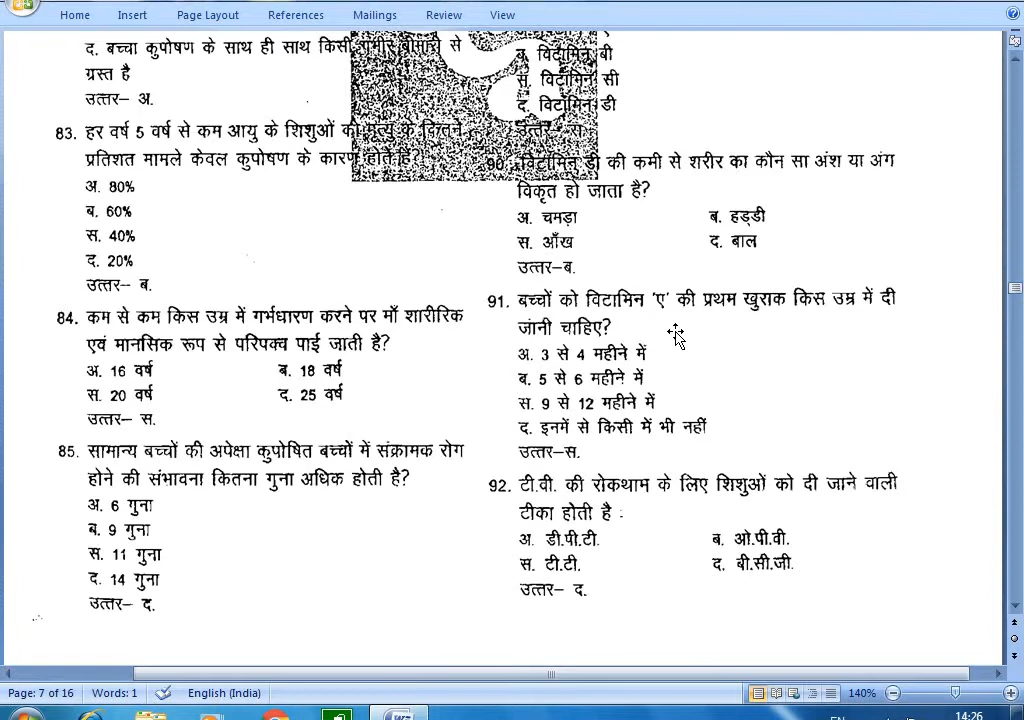 Home Insert Page Layout References Mailings Review View
द. बच्चा कुपोषण के साथ ही साथ किसी गंभीर बीमारी से
ग्रस्त है
उत्तर– अ.
83. हर वर्ष 5 वर्ष से कम आयु के शिशुओं की मृत्यु के कितने
प्रतिशत मामले केवल कुपोषण के कारण होते हैं?
अ. 80%
ब. 60%
स. 40%
द. 20%
उत्तर-- ब.
84. कम से कम किस उम्र में गर्भधारण करने पर माँ शारीरिक
एवं मानसिक रूप से परिपक्व पाई जाती है?
अ. 16 वर्ष ब. 18 वर्ष
स. 20 वर्ष द. 25 वर्ष
उत्तर– स.
85. सामान्य बच्चों की अपेक्षा कुपोषित बच्चों में संक्रामक रोग
होने की संभावना कितना गुना अधिक होती है?
अ. 6 गुना
ब. 9 गुना
स. 11 गुना
द. 14 गुना
उत्तर– द.
ब. विटामिन बी
स. विटामिन सी
द. विटामिन डी
उत्तर– स.
90. विटामिन डी की कमी से शरीर का कौन सा अंश या अंग
विकृत हो जाता है?
अ. चमड़ा ब. हड्डी
स. आँख द. बाल
उत्तर–ब.
91. बच्चों को विटामिन 'ए' की प्रथम खुराक किस उम्र में दी
जानी चाहिए?
अ. 3 से 4 महीने में
ब. 5 से 6 महीने में
स. 9 से 12 महीने में
द. इनमें से किसी में भी नहीं
उत्तर–स.
92. टी.वी. की रोकथाम के लिए शिशुओं को दी जाने वाली
टीका होती है :
अ. डी.पी.टी. ब. ओ.पी.वी.
स. टी.टी. द. बी.सी.जी.
उत्तर– द.
Page: 7 of 16 Words: 1 English (India) 140%
14:26